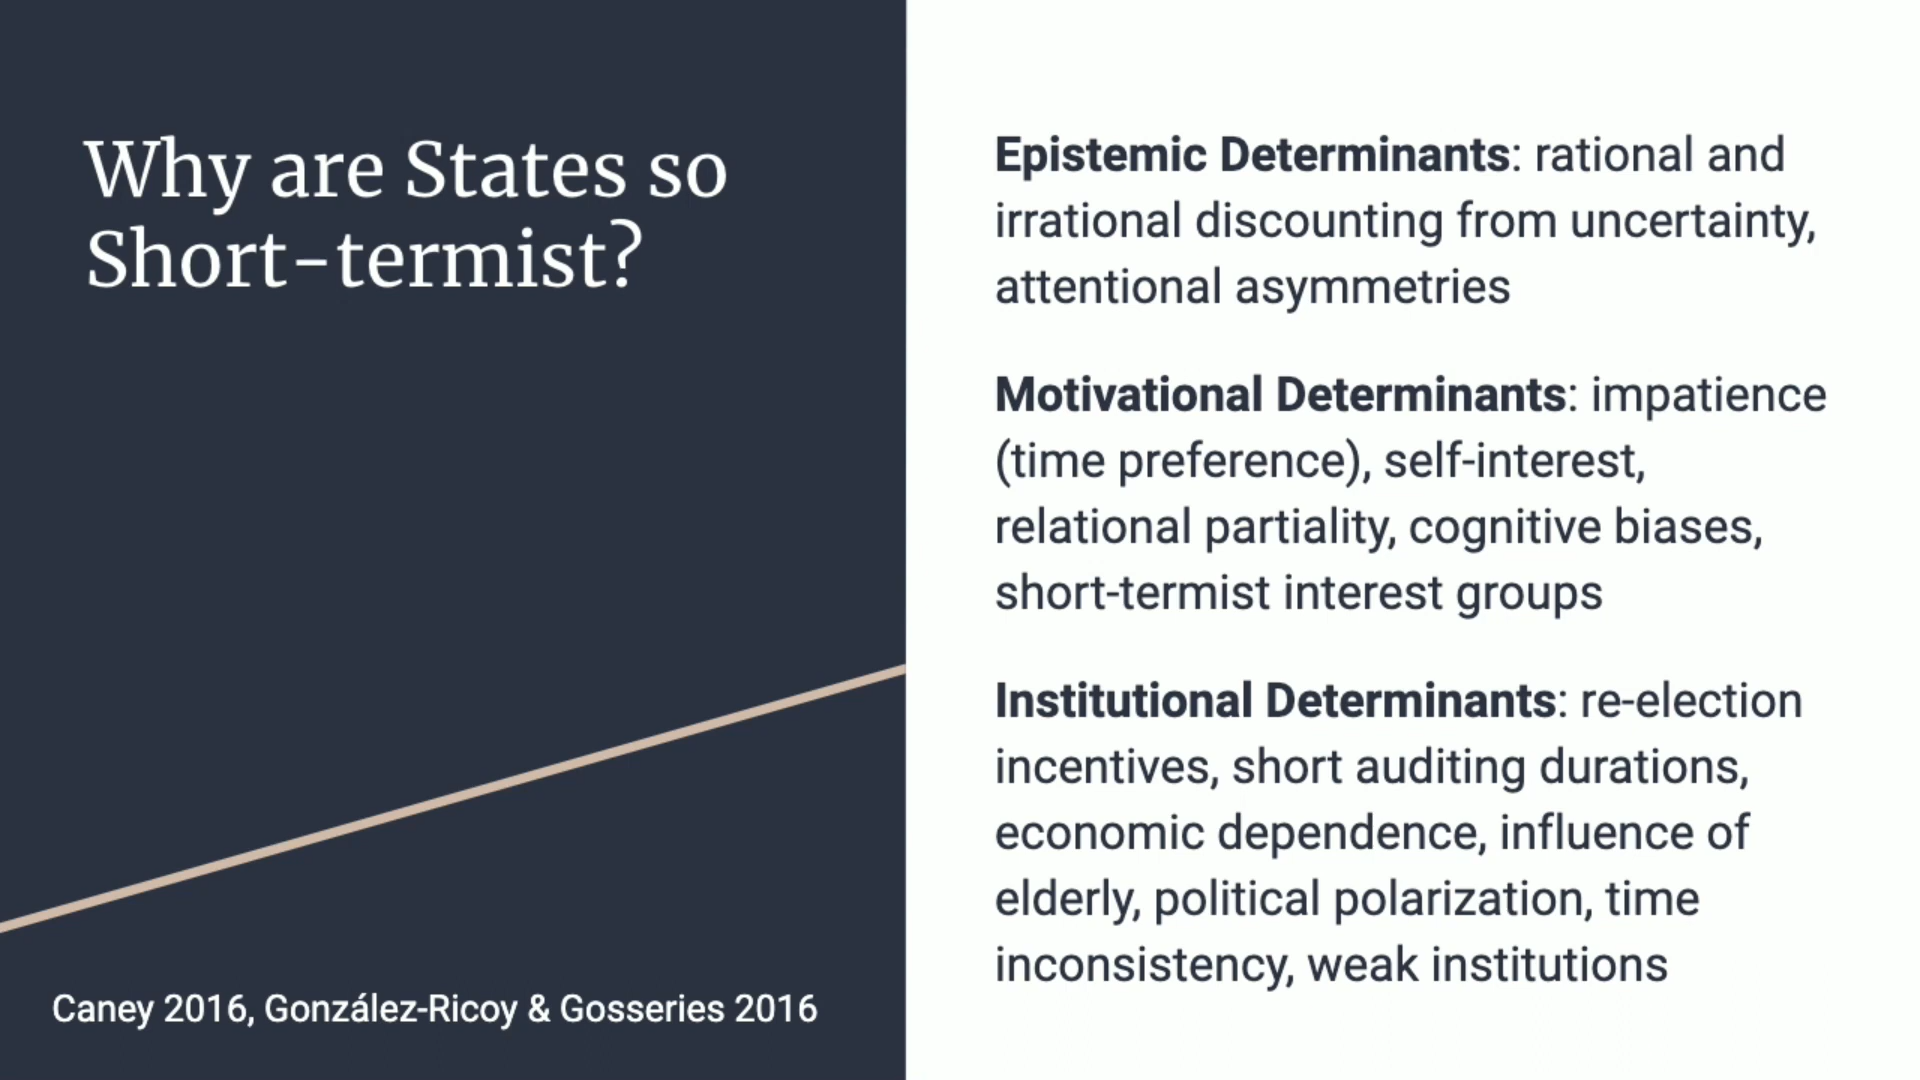 Why are States so
Short-termist?
Caney 2016, González-Ricoy & Gosseries 2016
Epistemic Determinants: rational and
irrational discounting from uncertainty,
attentional asymmetries
Motivational Determinants: impatience
(time preference), self-interest,
relational partiality, cognitive biases,
short-termist interest groups
Institutional Determinants: re-election
incentives, short auditing durations,
economic dependence, influence of
elderly, political polarization, time
inconsistency, weak institutions